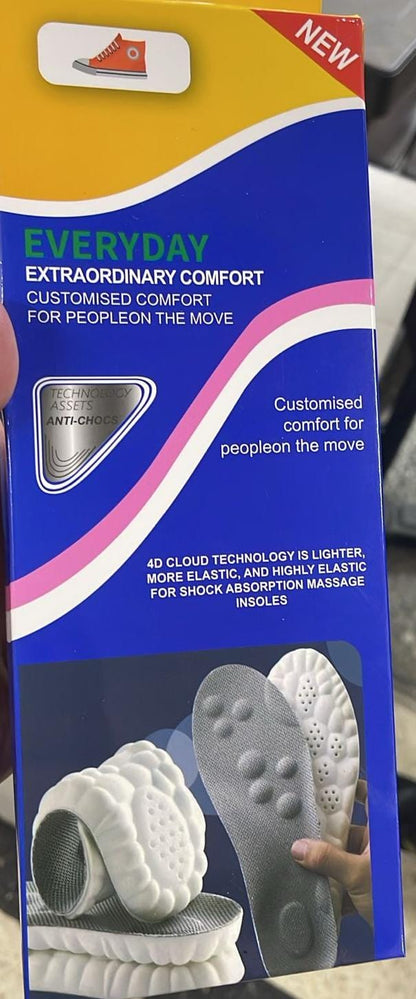 NEW
EVERYDAY
EXTRAORDINARY COMFORT
CUSTOMISED COMFORT
FOR PEOPLEON THE MOVE
TECHNOLOGY
ASSETS
ANTI-CHOCS
Customised
comfort for
peopleon the move
4D CLOUD TECHNOLOGY IS LIGHTER,
MORE ELASTIC, AND HIGHLY ELASTIC
FOR SHOCK ABSORPTION MASSAGE
INSOLES